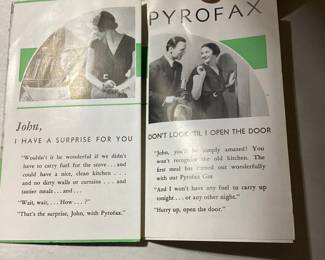 John,
I HAVE A SURPRISE FOR YOU
"Wouldn't it be wonderful if we didn't
have to carry fuel for the stove . . . and
could have a nice, clean kitchen . . .
and no dirty walls or curtains . . . and
tastier meals . . . and . . .
"Wait, wait, . . . How . . . ?"
"That's the surprise, John, with Pyrofax."
PYROFAX
DON'T LOOK 'TIL I OPEN THE DOOR
"John, you'll be simply amazed! You
won't recognize the old kitchen. The
first meal has turned out wonderfully
with our Pyrofax Gas.
"And I won't have any fuel to carry up
tonight . . . or any other night."
"Hurry up, open the door."